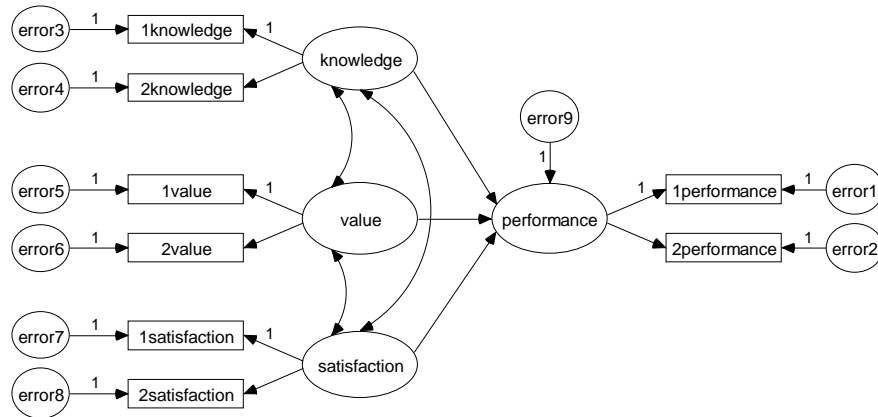 error3 1 1knowledge 1
knowledge
error4 1 2knowledge
error9
1
error5 1 1value 1
value
error6 1 2value
performance
1 1performance 1 error1
2performance 1 error2
error7 1 1satisfaction 1
satisfaction
error8 1 2satisfaction